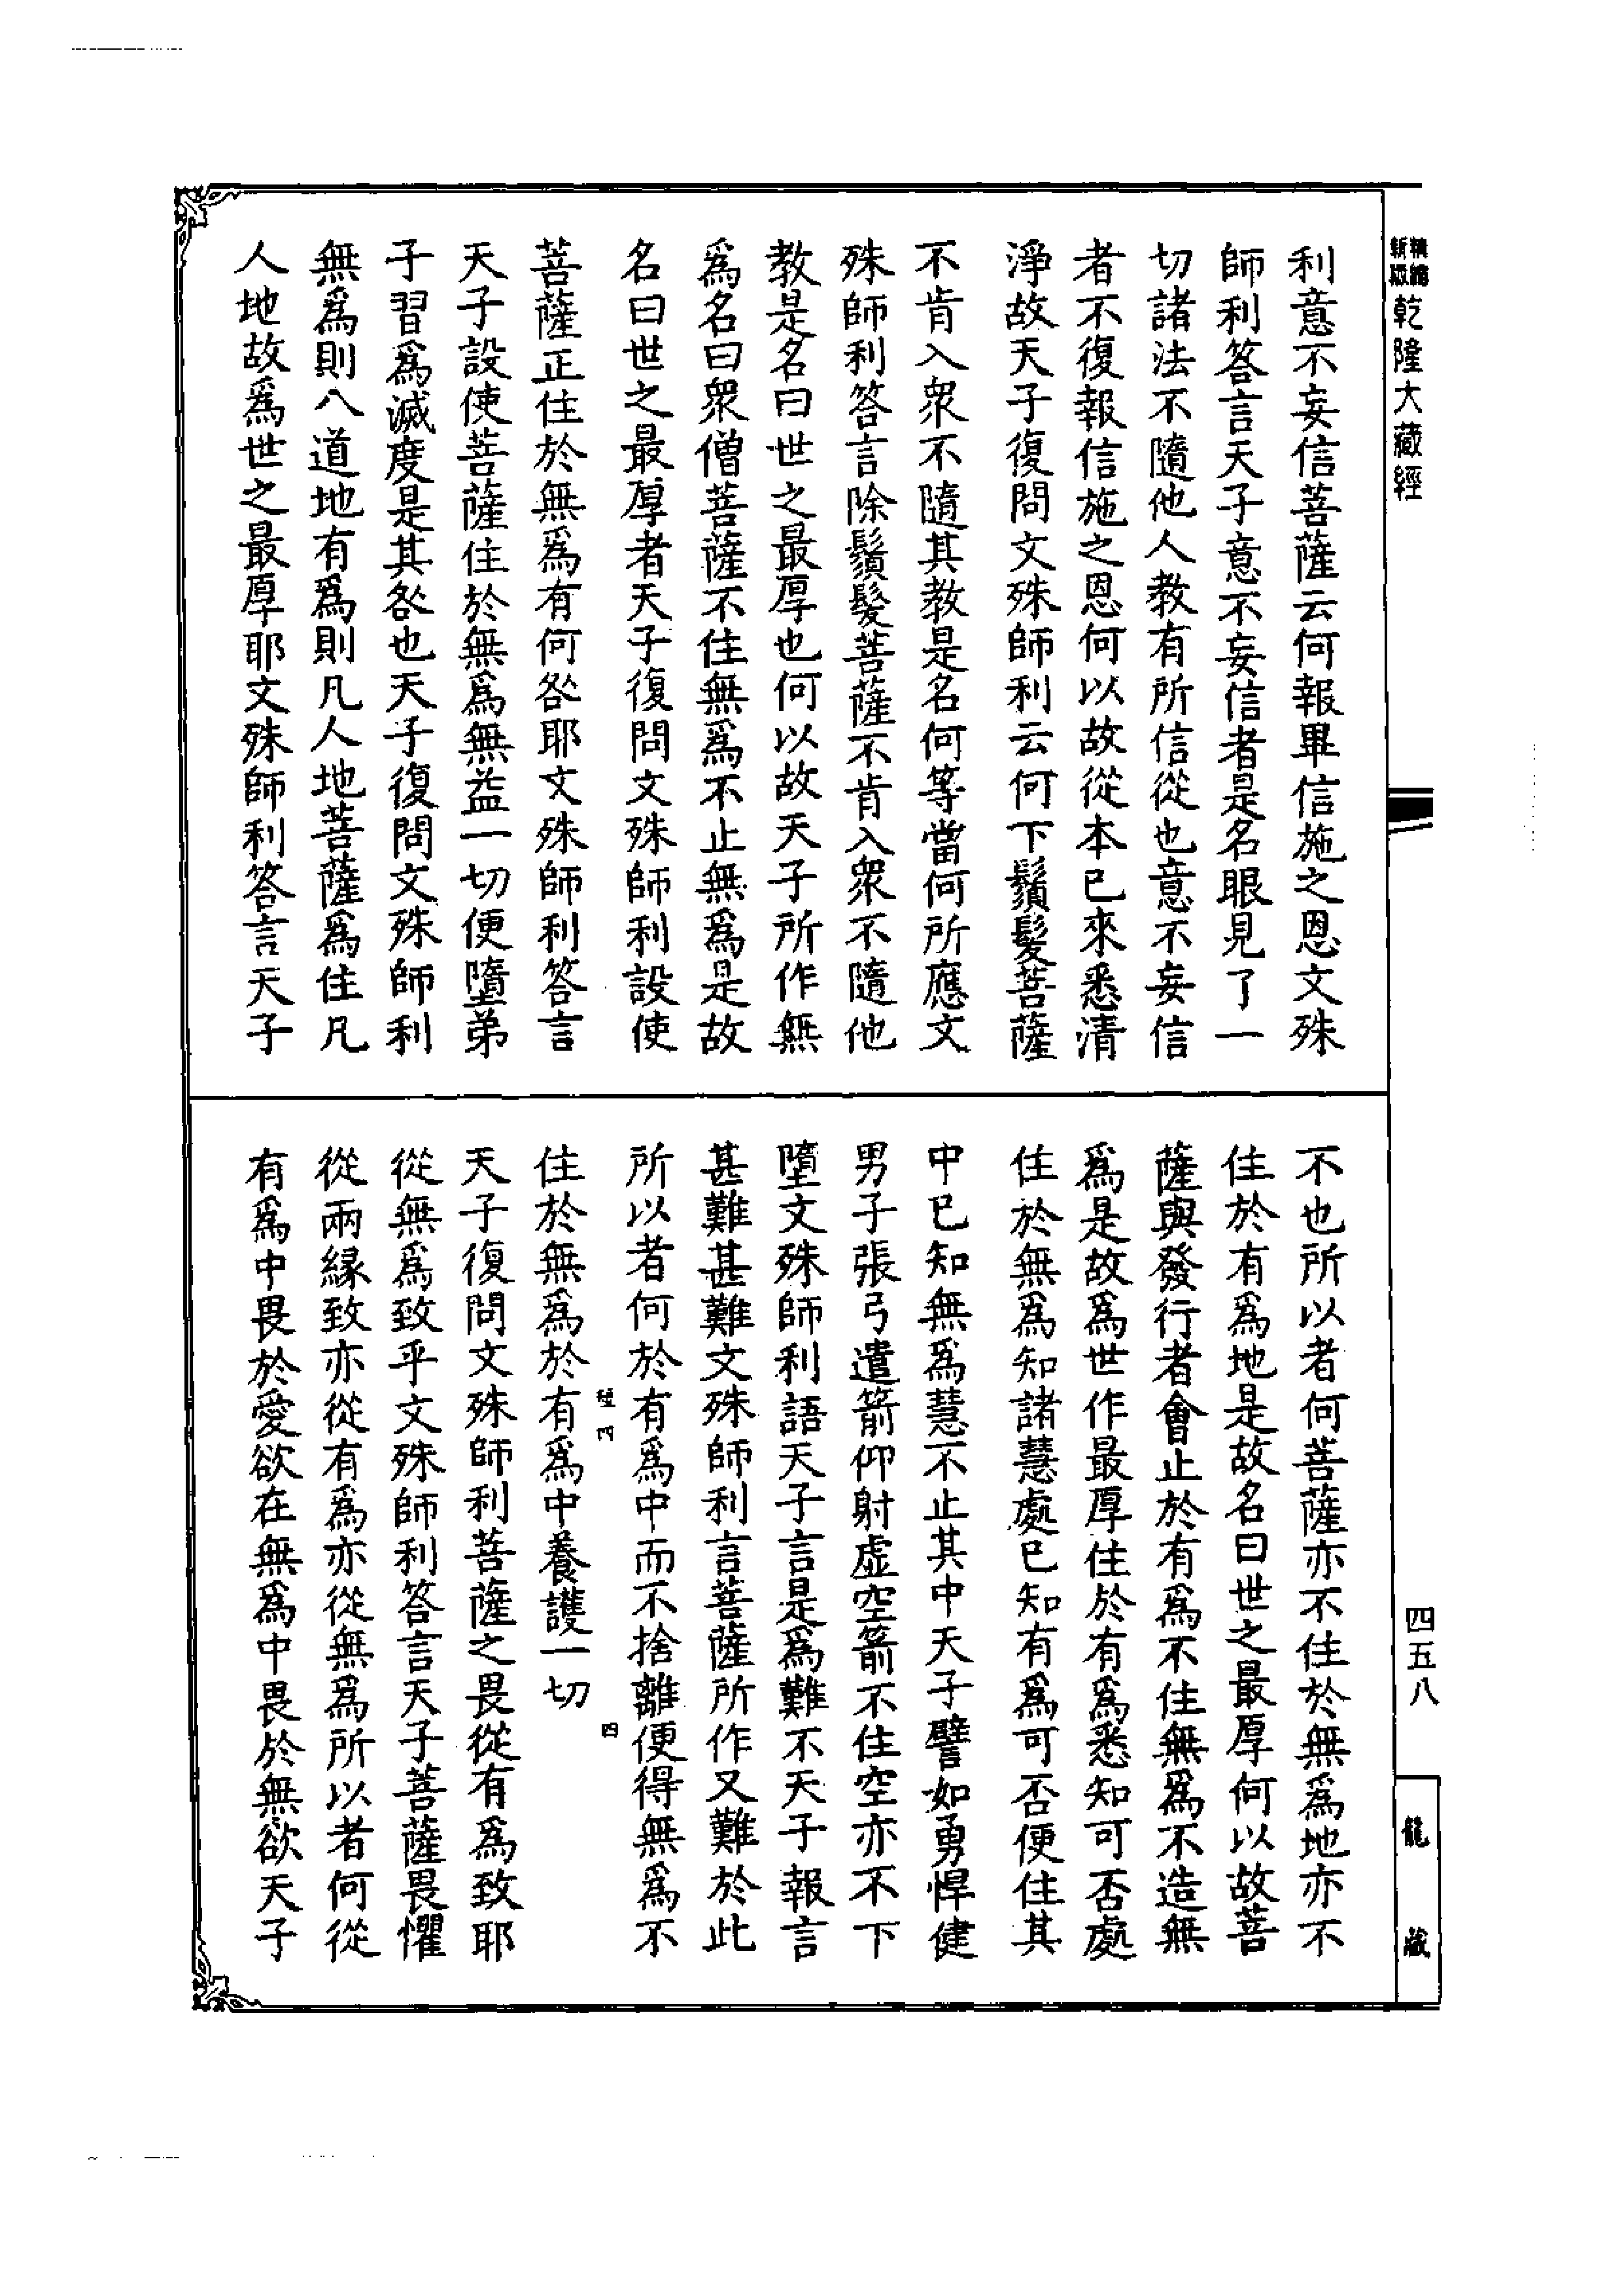 精縮新版乾隆大藏經
利意不妄信菩薩云何報畢信施之恩文殊
師利答言天子意不妄信者是名眼見了一
切諸法不隨他人教有所信從也意不妄信
者不復報信施之恩何以故從本已來悉清
淨故天子復問文殊師利云何下鬚髮菩薩
不肯入衆不隨其教是名何等當何所應文
殊師利答言除鬚髮菩薩不肯入衆不隨他
教是名曰世之最厚也何以故天子所作無
爲名曰衆僧菩薩不住無爲不止無爲是故
名曰世之最厚者天子復問文殊師利設使
菩薩正住於無爲有何咎耶文殊師利答言
天子設使菩薩住於無爲無益一切便墮弟
子習爲滅度是其咎也天子復問文殊師利
無爲則八道地有爲則凡人地菩薩爲住凡
人地故爲世之最厚耶文殊師利答言天子
不也所以者何菩薩亦不住於無爲地亦不
住於有爲地是故名曰世之最厚何以故菩
薩與發行者會止於有爲不住無爲不造無
爲是故爲世作最厚住於有爲悉知可否處
住於無爲知諸慧處已知有爲可否便住其
中已知無爲慧不止其中天子譬如勇悍健
男子張弓遣箭仰射虛空箭不住空亦不下
墮文殊師利語天子言是爲難不天子報言
甚難甚難文殊師利言菩薩所作又難於此
所以者何於有爲中而不捨離便得無爲不
四
住於無爲於有爲中養護一切
天子復問文殊師利菩薩之畏從有爲致耶
從無爲致乎文殊師利答言天子菩薩畏懼
從兩緣致亦從有爲亦從無爲所以者何從
有爲中畏於愛欲在無爲中畏於無欲天子
四五八
龍藏